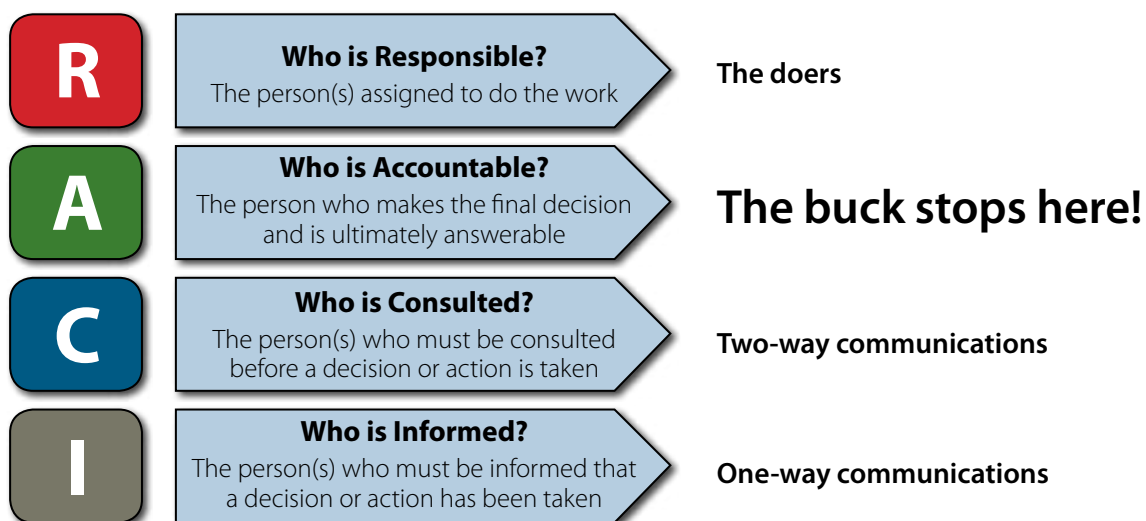 R
Who is Responsible?
The person(s) assigned to do the work
The doers
A
Who is Accountable?
The person who makes the final decision
and is ultimately answerable
The buck stops here!
C
Who is Consulted?
The person(s) who must be consulted
before a decision or action is taken
Two-way communications
I
Who is Informed?
The person(s) who must be informed that
a decision or action has been taken
One-way communications